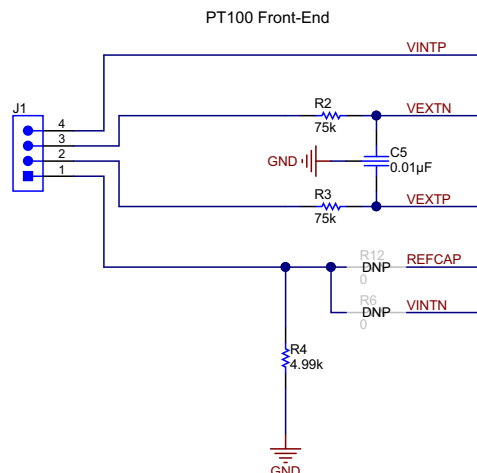 PT100 Front-End
VINTP
J1
4
3
2
1
R2
75k
VEXTN
GND
C5
0.01µF
R3
75k
VEXTP
R12
DNP
0
REFCAP
R6
DNP
0
VINTN
R4
4.99k
GND